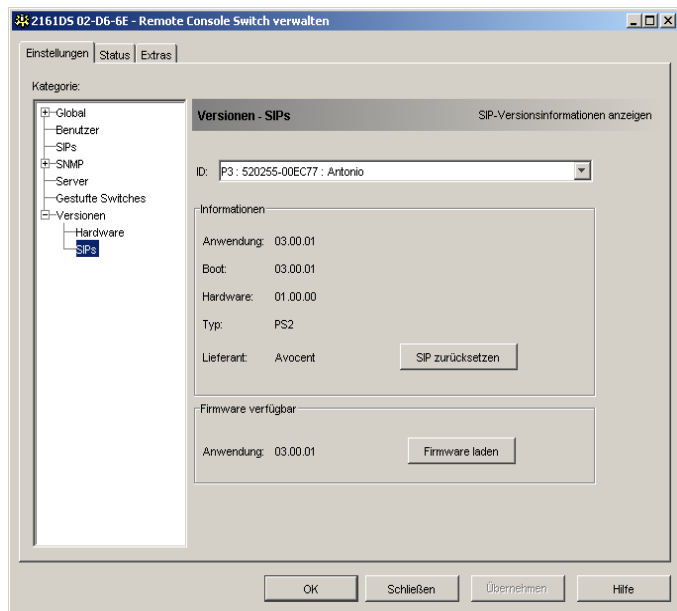 2161DS 02-D6-6E - Remote Console Switch verwalten
Einstellungen Status Extras
Kategorie:
Global
Benutzer
SIPs
SNMP
Server
Gestufte Switches
Versionen
Hardware
SIPs
Versionen - SIPs SIP-Versionsinformationen anzeigen
ID: P3 : 520255-00EC77 : Antonio
Informationen
Anwendung: 03.00.01
Boot: 03.00.01
Hardware: 01.00.00
Typ: PS2
Lieferant: Avocent SIP zurücksetzen
Firmware verfügbar
Anwendung: 03.00.01 Firmware laden
OK Schließen Übernehmen Hilfe